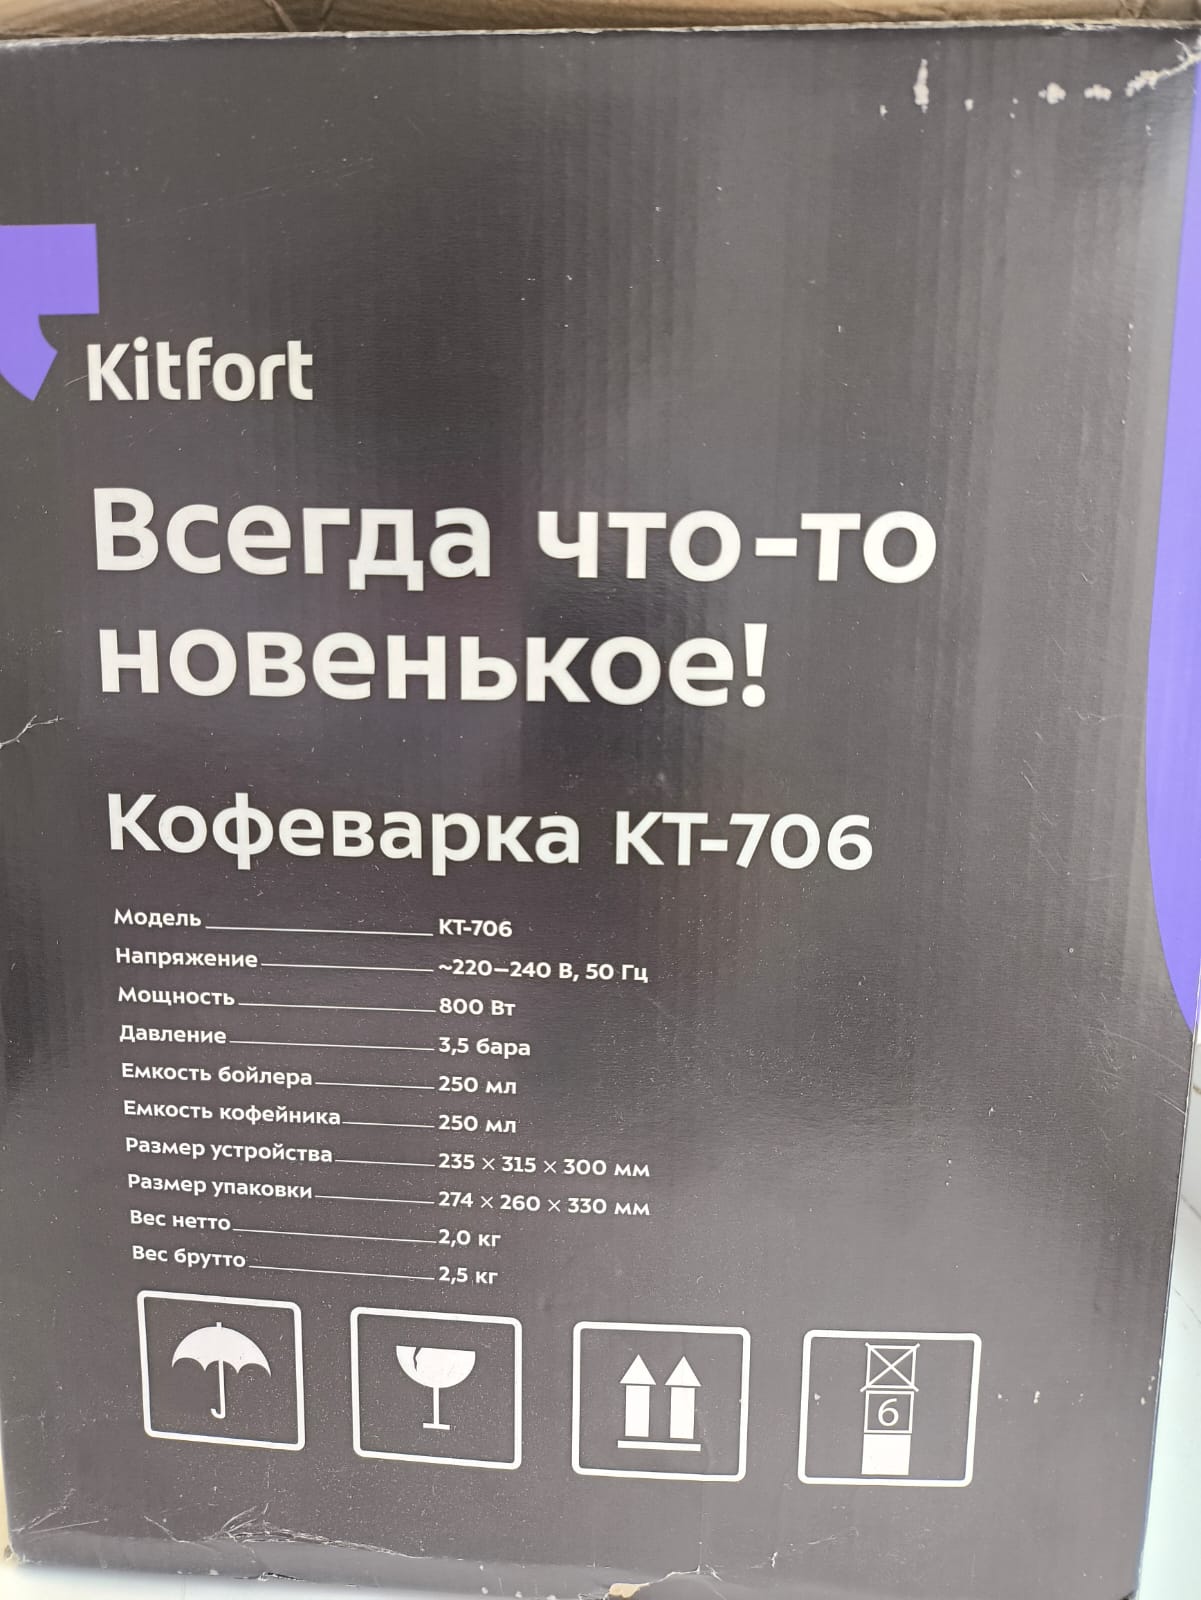 Kitfort
Всегда что-то
новенькое!
Кофеварка КТ-706
Модель КТ-706
Напряжение ~220–240 В, 50 Гц
Мощность 800 Вт
Давление 3,5 бара
Емкость бойлера 250 мл
Емкость кофейника 250 мл
Размер устройства 235 × 315 × 300 мм
Размер упаковки 274 × 260 × 330 мм
Вес нетто 2,0 кг
Вес брутто 2,5 кг
6